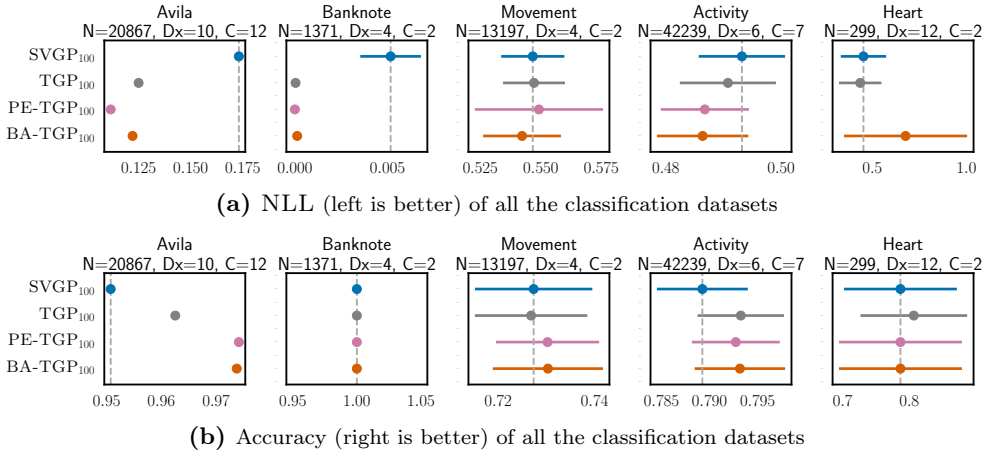 Avila Banknote Movement Activity Heart
N=20867, Dx=10, C=12 N=1371, Dx=4, C=2 N=13197, Dx=4, C=2 N=42239, Dx=6, C=7 N=299, Dx=12, C=2
SVGP100
TGP100
PE-TGP100
BA-TGP100
0.125 0.150 0.175 0.000 0.005 0.525 0.550 0.575 0.48 0.50 0.5 1.0
(a) NLL (left is better) of all the classification datasets
Avila Banknote Movement Activity Heart
N=20867, Dx=10, C=12 N=1371, Dx=4, C=2 N=13197, Dx=4, C=2 N=42239, Dx=6, C=7 N=299, Dx=12, C=2
SVGP100
TGP100
PE-TGP100
BA-TGP100
0.95 0.96 0.97 0.95 1.00 1.05 0.72 0.74 0.785 0.790 0.795 0.7 0.8
(b) Accuracy (right is better) of all the classification datasets